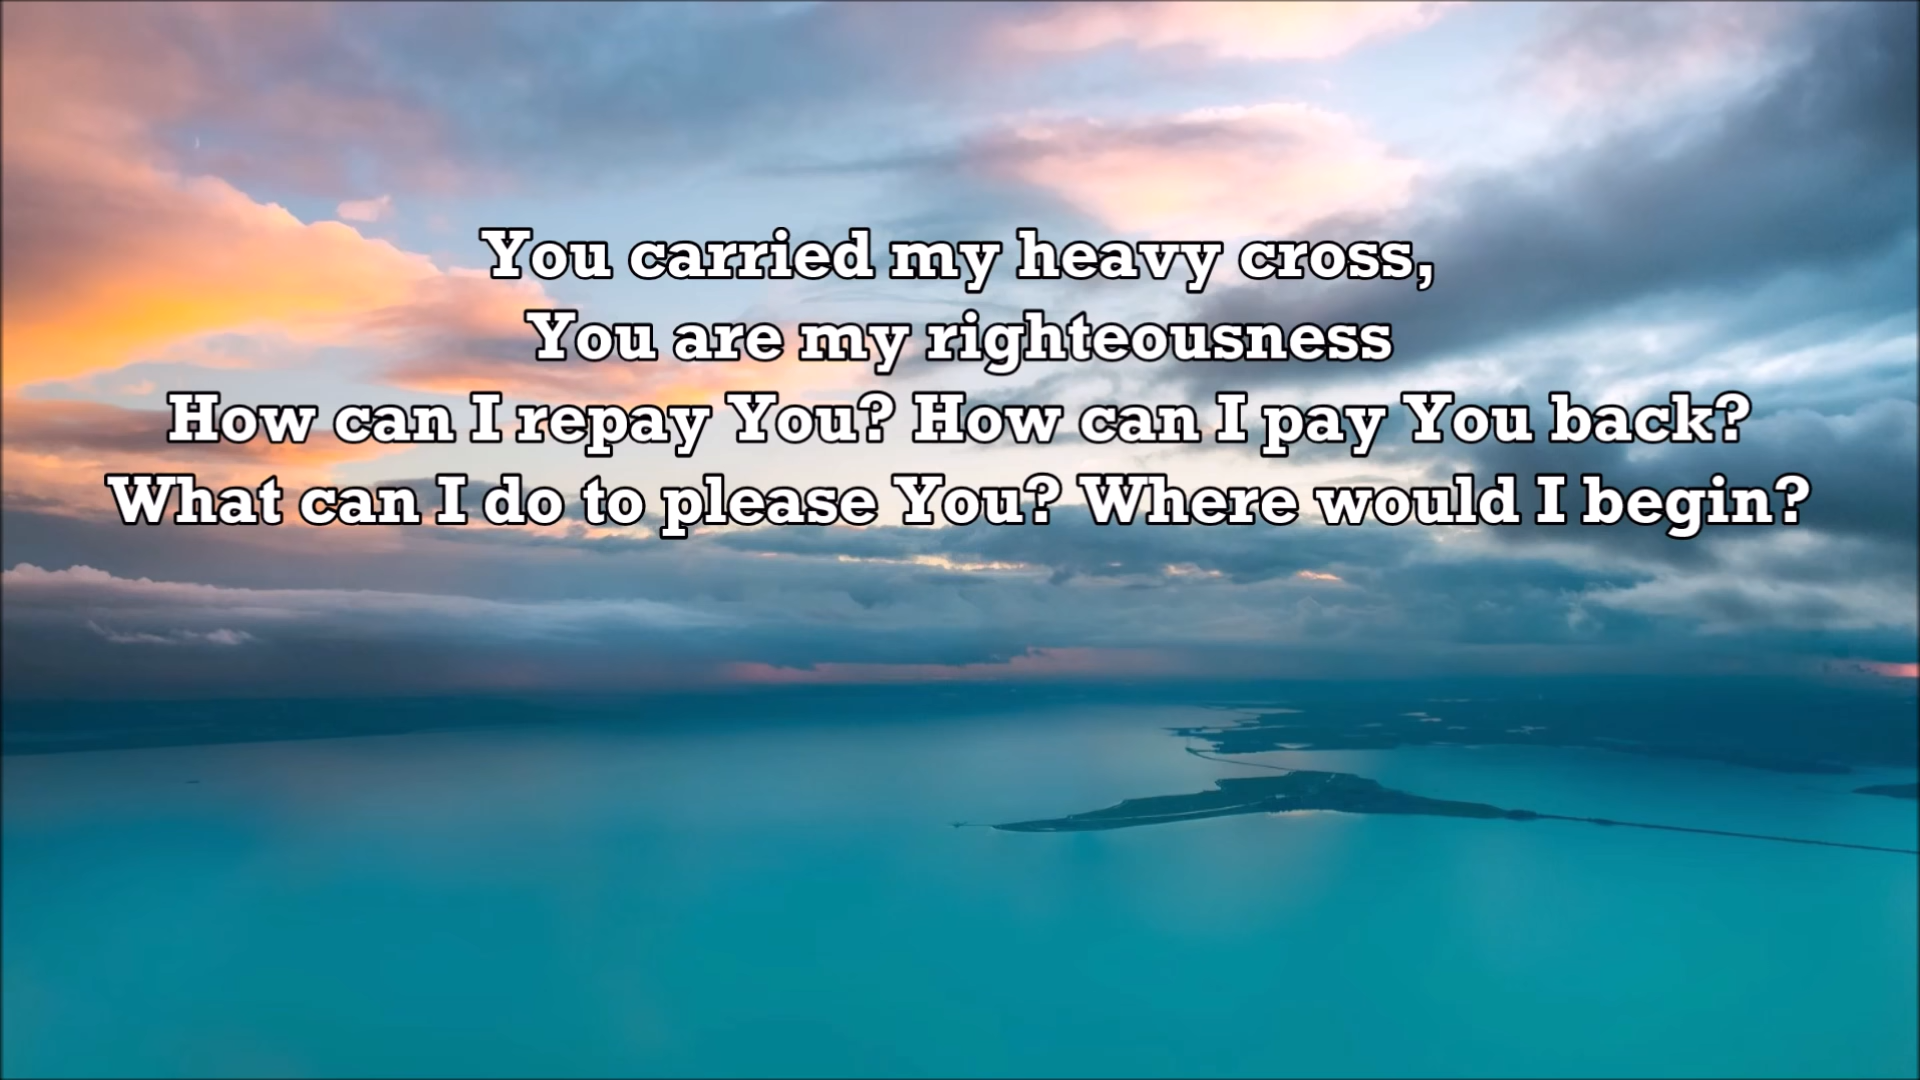 You carried my heavy cross,
You are my righteousness
How can I repay You? How can I pay You back?
What can I do to please You? Where would I begin?